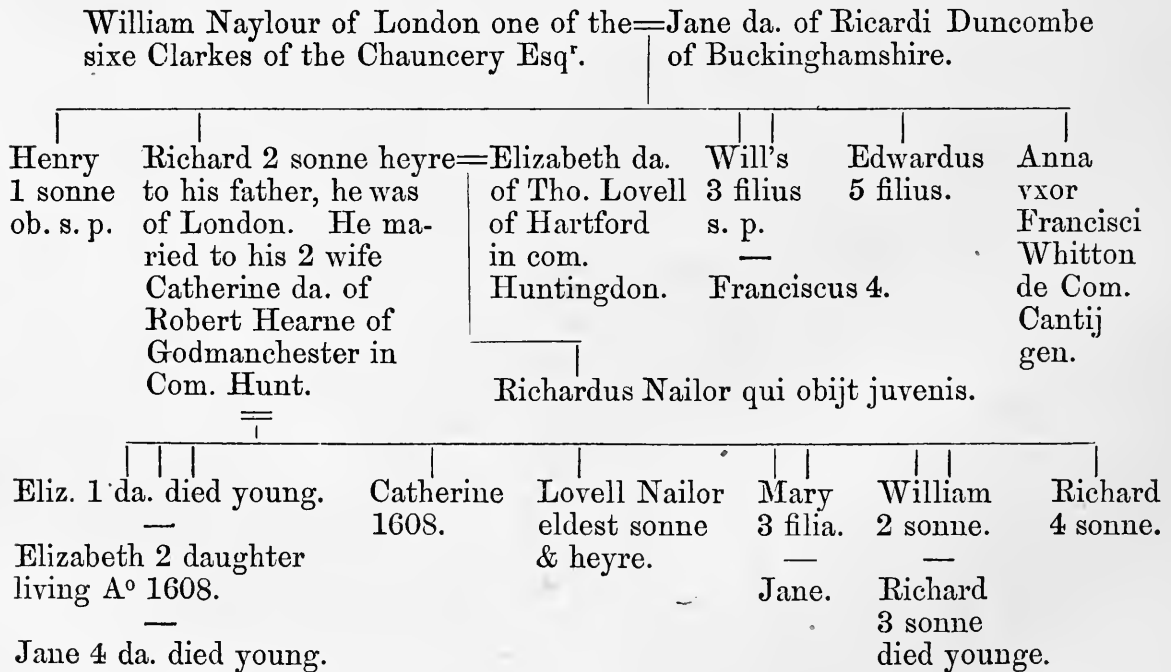 William Naylour of London one of the=Jane da. of Ricardi Duncombe
sixe Clarkes of the Chauncery Esqʳ. of Buckinghamshire.
Henry
1 sonne
ob. s. p.
Richard 2 sonne heyre=
to his father, he was
of London. He ma-
ried to his 2 wife
Catherine da. of
Robert Hearne of
Godmanchester in
Com. Hunt.
Elizabeth da.
of Tho. Lovell
of Hartford
in com.
Huntingdon.
Will's
3 filius
s. p.
—
Franciscus 4.
Edwardus
5 filius.
Anna
vxor
Francisci
Whitton
de Com.
Cantij
gen.
Richardus Nailor qui obijt juvenis.
Eliz. 1 da. died young.
—
Elizabeth 2 daughter
living Aº 1608.
—
Jane 4 da. died young.
Catherine
1608.
Lovell Nailor
eldest sonne
& heyre.
Mary
3 filia.
—
Jane.
William
2 sonne.
—
Richard
3 sonne
died younge.
Richard
4 sonne.